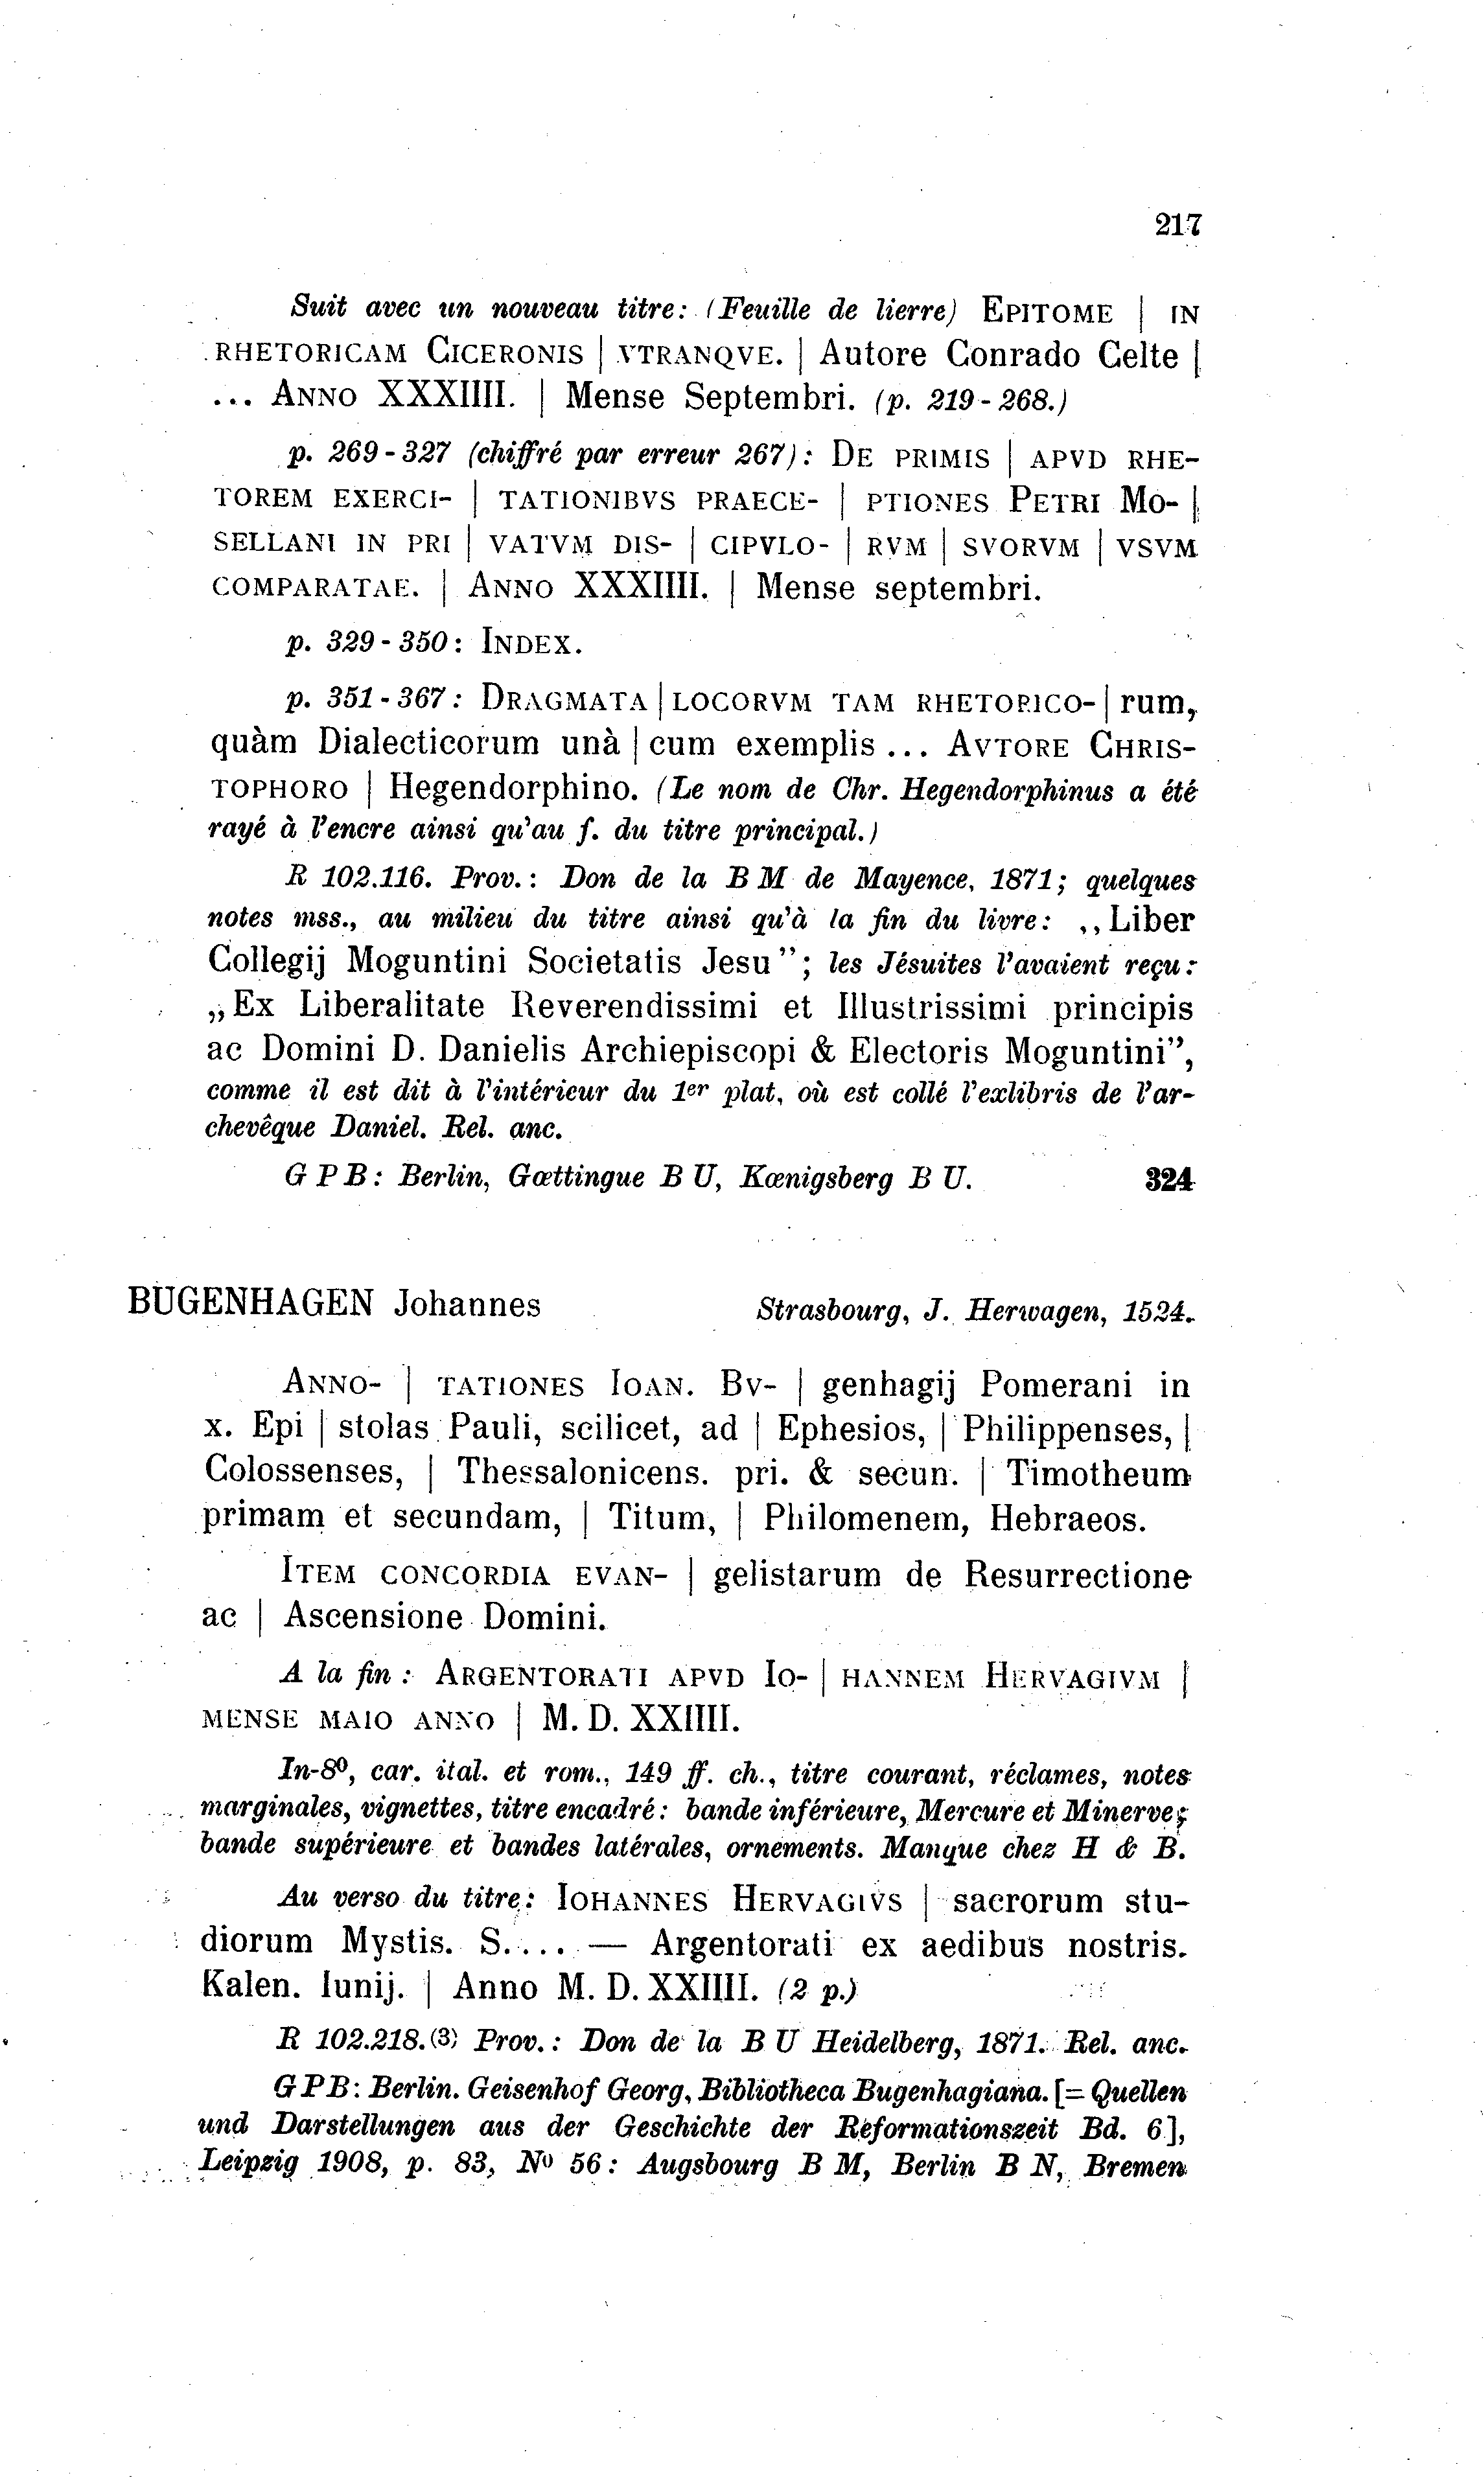 217
Suit avec un nouveau titre: (Feuille de lierre) EPITOME | IN
RHETORICAM CICERONIS | VTRANQVE. | Autore Conrado Celte |
... ANNO XXXIIII. | Mense Septembri. (p. 219-268.)
p. 269-327 (chiffré par erreur 267): DE PRIMIS | APVD RHE-
TOREM EXERCI- | TATIONIBVS PRAECE- | PTIONES PETRI MO- |
SELLANI IN PRI | VATVM DIS- | CIPVLO- | RVM | SVORVM | VSVM
COMPARATAE. | ANNO XXXIIII. | Mense septembri.
p. 329-350: INDEX.
p. 351-367: DRAGMATA | LOCORVM TAM RHETORICO- | rum,
quàm Dialecticorum unà | cum exemplis ... AVTORE CHRIS-
TOPHORO | Hegendorphino. (Le nom de Chr. Hegendorphinus a été
rayé à l'encre ainsi qu'au f. du titre principal.)
R 102.116. Prov.: Don de la B M de Mayence, 1871; quelques
notes mss., au milieu du titre ainsi qu'à la fin du livre: ,,Liber
Collegij Moguntini Societatis Jesu"; les Jésuites l'avaient reçu:
,,Ex Liberalitate Reverendissimi et Illustrissimi principis
ac Domini D. Danielis Archiepiscopi & Electoris Moguntini",
comme il est dit à l'intérieur du 1er plat, où est collé l'exlibris de l'ar-
chevêque Daniel. Rel. anc.
G P B: Berlin, Gœttingue B U, Kœnigsberg B U. 324
BUGENHAGEN Johannes Strasbourg, J. Herwagen, 1524.
ANNO- | TATIONES IOAN. BV- | genhagij Pomerani in
x. Epi | stolas Pauli, scilicet, ad | Ephesios, | Philippenses, |
Colossenses, | Thessalonicens. pri. & secun. | Timotheum
primam et secundam, | Titum, | Philomenem, Hebraeos.
ITEM CONCORDIA EVAN- | gelistarum de Resurrectione
ac | Ascensione Domini.
A la fin: ARGENTORATI APVD IO- | HANNEM HERVAGIVM |
MENSE MAIO ANNO | M. D. XXIIII.
In-8º, car. ital. et rom., 149 ff. ch., titre courant, réclames, notes
marginales, vignettes, titre encadré: bande inférieure, Mercure et Minerve;
bande supérieure et bandes latérales, ornements. Manque chez H & B.
Au verso du titre: IOHANNES HERVAGIVS | sacrorum stu-
diorum Mystis. S.... — Argentorati ex aedibus nostris.
Kalen. Iunij. | Anno M. D. XXIIII. (2 p.)
R 102.218.(3) Prov.: Don de la B U Heidelberg, 1871. Rel. anc.
G P B: Berlin. Geisenhof Georg, Bibliotheca Bugenhagiana. [= Quellen
und Darstellungen aus der Geschichte der Reformationszeit Bd. 6],
Leipzig 1908, p. 83, Nº 56: Augsbourg B M, Berlin B N, Bremen